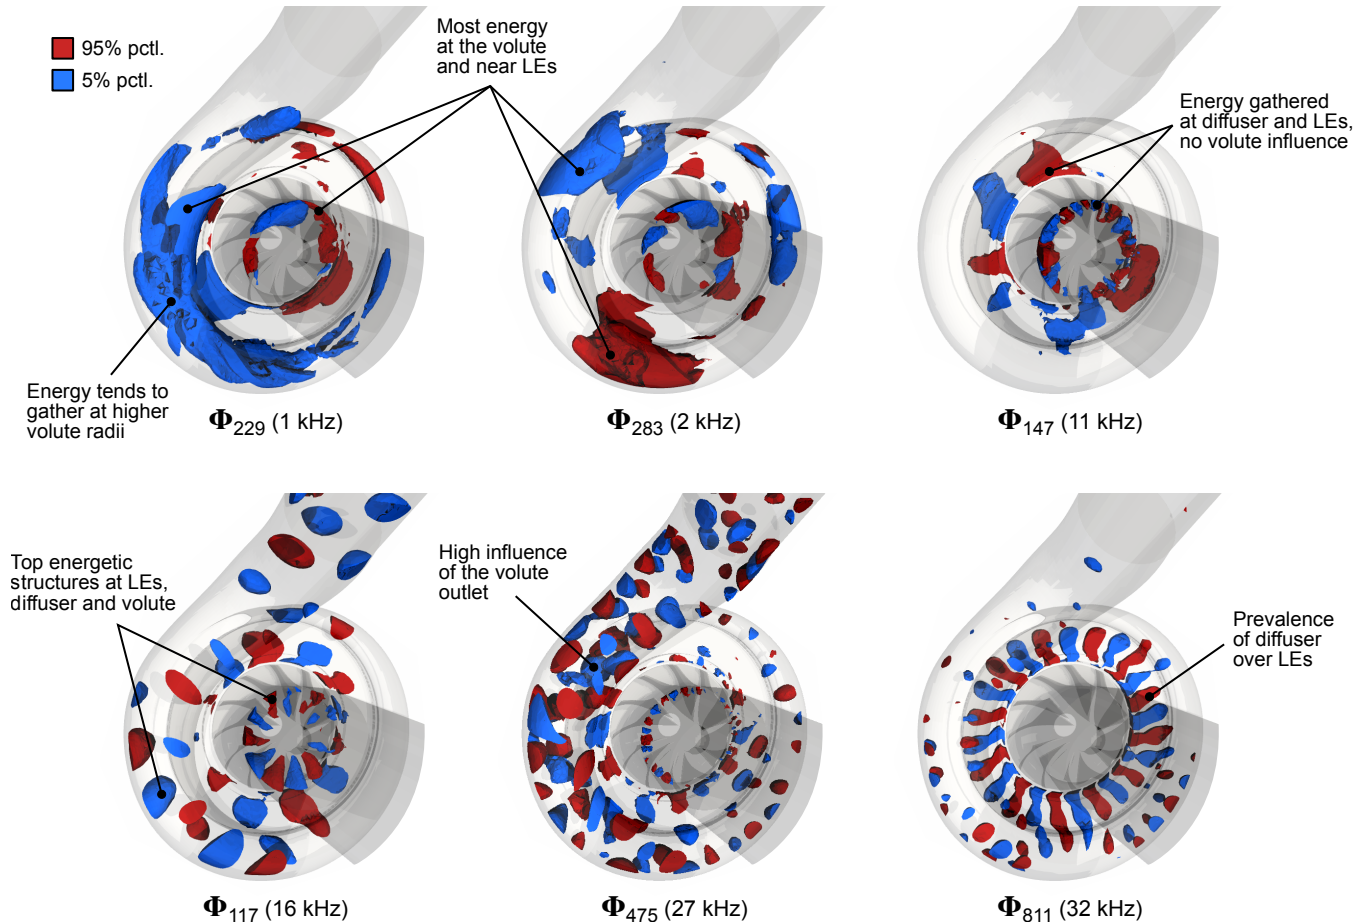 95% pctl.
5% pctl.
Most energy
at the volute
and near LEs
Energy gathered
at diffuser and LEs,
no volute influence
Energy tends to
gather at higher
volute radii
Φ229 (1 kHz)
Φ283 (2 kHz)
Φ147 (11 kHz)
Top energetic
structures at LEs,
diffuser and volute
High influence
of the volute
outlet
Prevalence
of diffuser
over LEs
Φ117 (16 kHz)
Φ475 (27 kHz)
Φ811 (32 kHz)